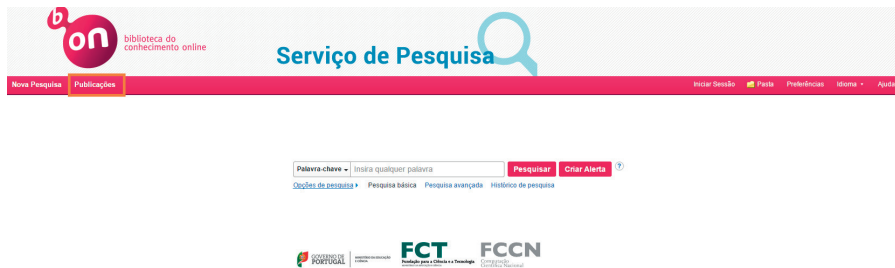 b on
biblioteca do
conhecimento online
Serviço de Pesquisa
Nova Pesquisa Publicações Iniciar Sessão Pasta Preferências Idioma Ajuda
Palavra-chave Insira qualquer palavra Pesquisar Criar Alerta ?
Opções de pesquisa Pesquisa básica Pesquisa avançada Histórico de pesquisa
GOVERNO DE
PORTUGAL
FCT
Fundação para a Ciência e a Tecnologia
FCCN
Computação
Científica Nacional